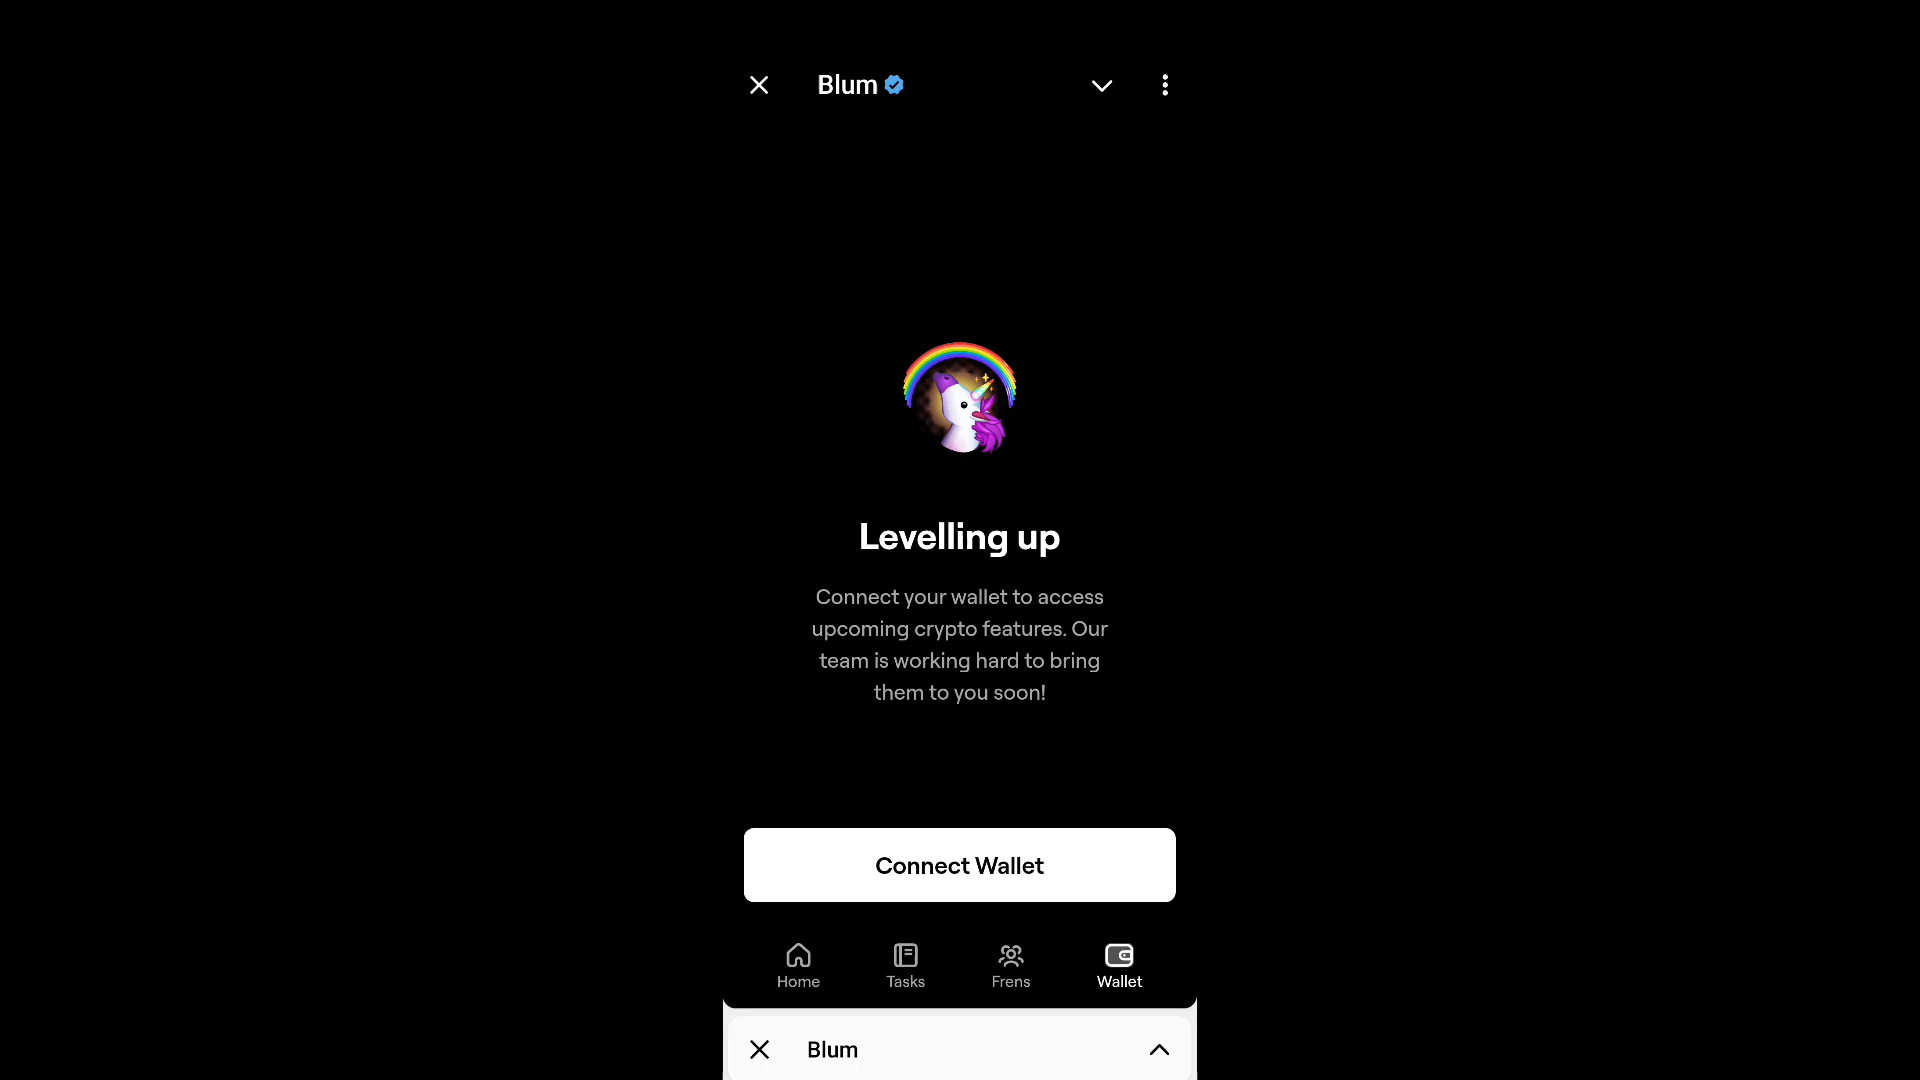 Blum
Levelling up
Connect your wallet to access
upcoming crypto features. Our
team is working hard to bring
them to you soon!
Connect Wallet
Home Tasks Frens Wallet
Blum